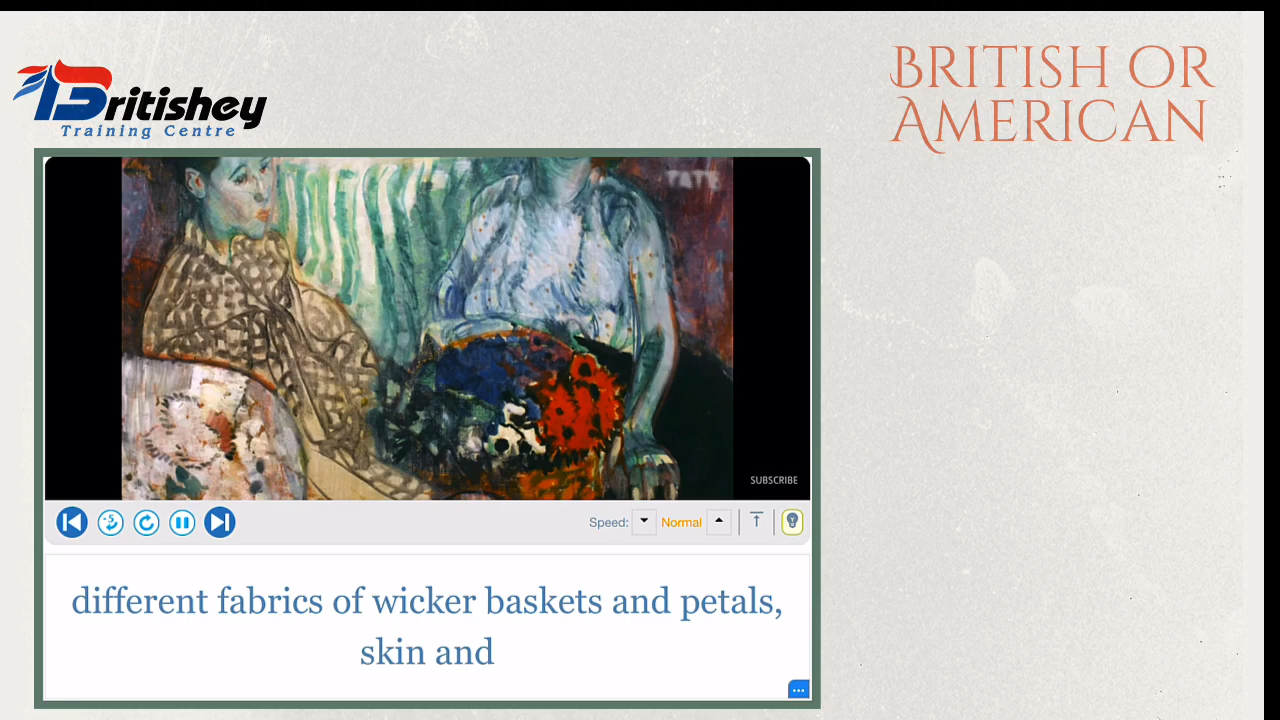 Britishey
Training Centre
BRITISH OR
AMERICAN
TATE
SUBSCRIBE
5
Speed:
Normal
different fabrics of wicker baskets and petals,
skin and